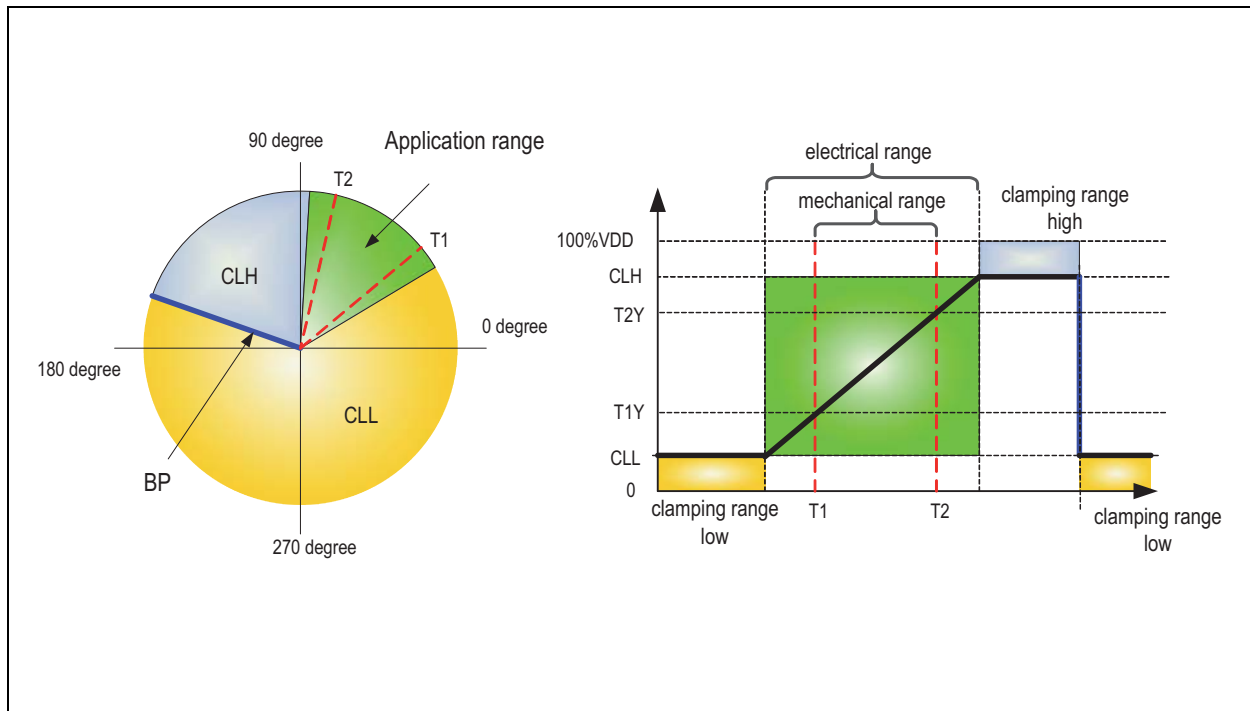 90 degree
Application range
T2
T1
CLH
0 degree
180 degree
CLL
BP
270 degree
electrical range
mechanical range
clamping range
high
100%VDD
CLH
T2Y
T1Y
CLL
0
clamping range
low
T1
T2
clamping range
low